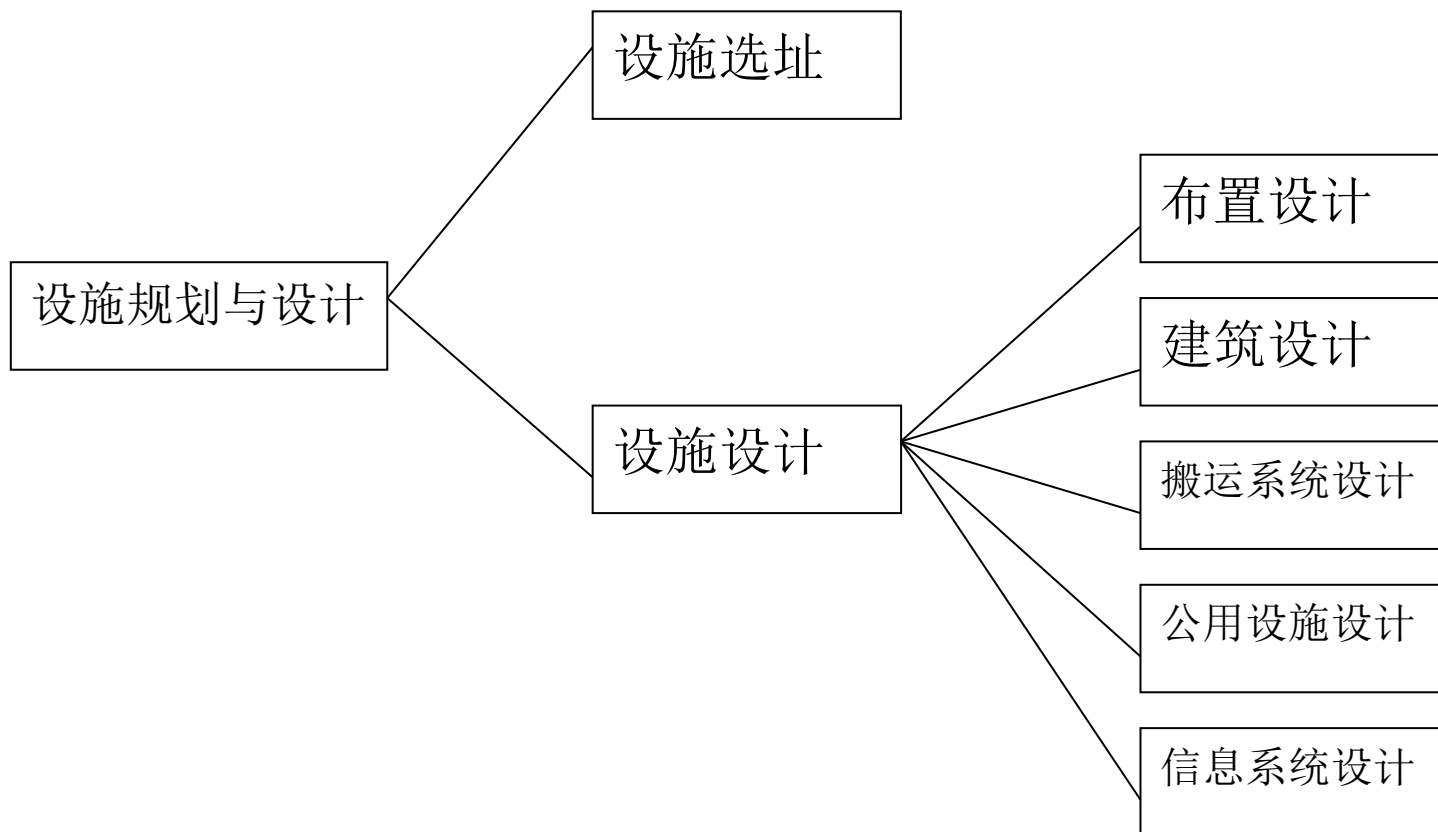 设施选址
布置设计
设施规划与设计
建筑设计
设施设计
搬运系统设计
公用设施设计
信息系统设计